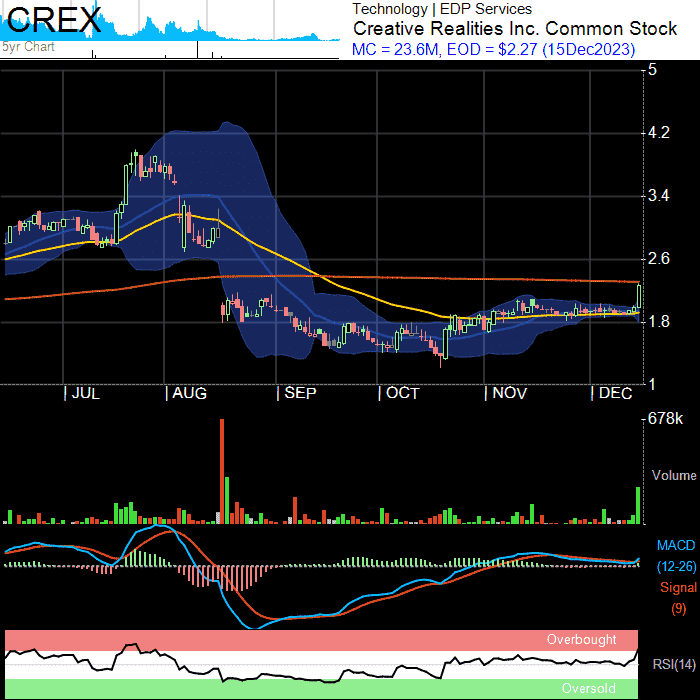 CREX
5yr Chart
Technology | EDP Services
Creative Realities Inc. Common Stock
MC = 23.6M, EOD = $2.27 (15Dec2023)
5
4.2
3.4
2.6
1.8
1
| JUL | AUG | SEP | OCT | NOV | DEC
678k
Volume
MACD
(12-26)
Signal
(9)
Overbought
RSI(14)
Oversold